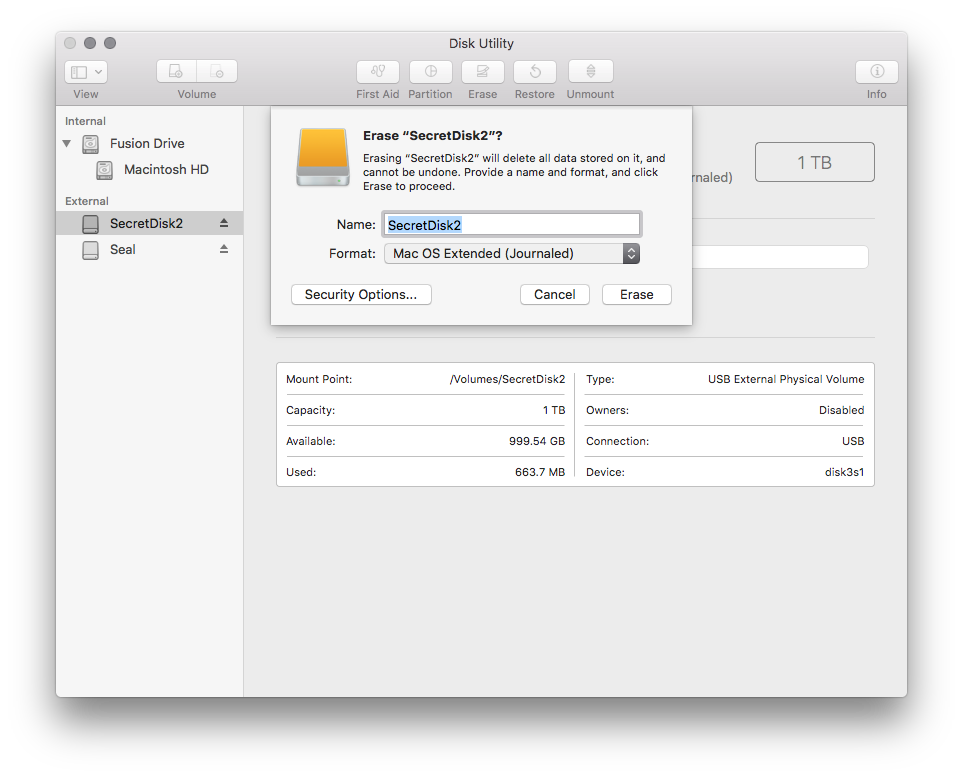 Disk Utility
View
Volume
First Aid
Partition
Erase
Restore
Unmount
Info
Internal
Fusion Drive
Macintosh HD
External
SecretDisk2
Seal
Erase “SecretDisk2”?
Erasing “SecretDisk2” will delete all data stored on it, and
cannot be undone. Provide a name and format, and click
Erase to proceed.
Name: SecretDisk2
Format: Mac OS Extended (Journaled)
Security Options...
Cancel
Erase
rnaled)
1 TB
Mount Point: /Volumes/SecretDisk2
Capacity: 1 TB
Available: 999.54 GB
Used: 663.7 MB
Type: USB External Physical Volume
Owners: Disabled
Connection: USB
Device: disk3s1